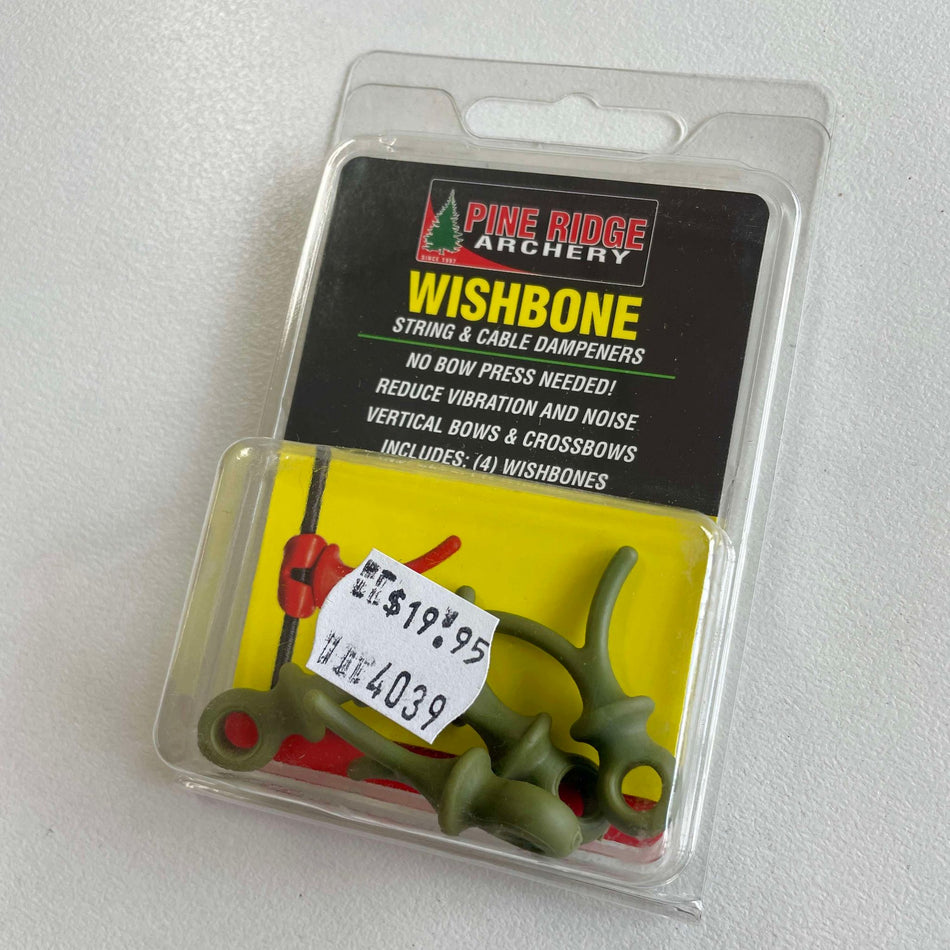 PINE RIDGE
ARCHERY
SINCE 1997
WISHBONE
STRING & CABLE DAMPENERS
NO BOW PRESS NEEDED!
REDUCE VIBRATION AND NOISE
VERTICAL BOWS & CROSSBOWS
INCLUDES: (4) WISHBONES
$19.95
4039